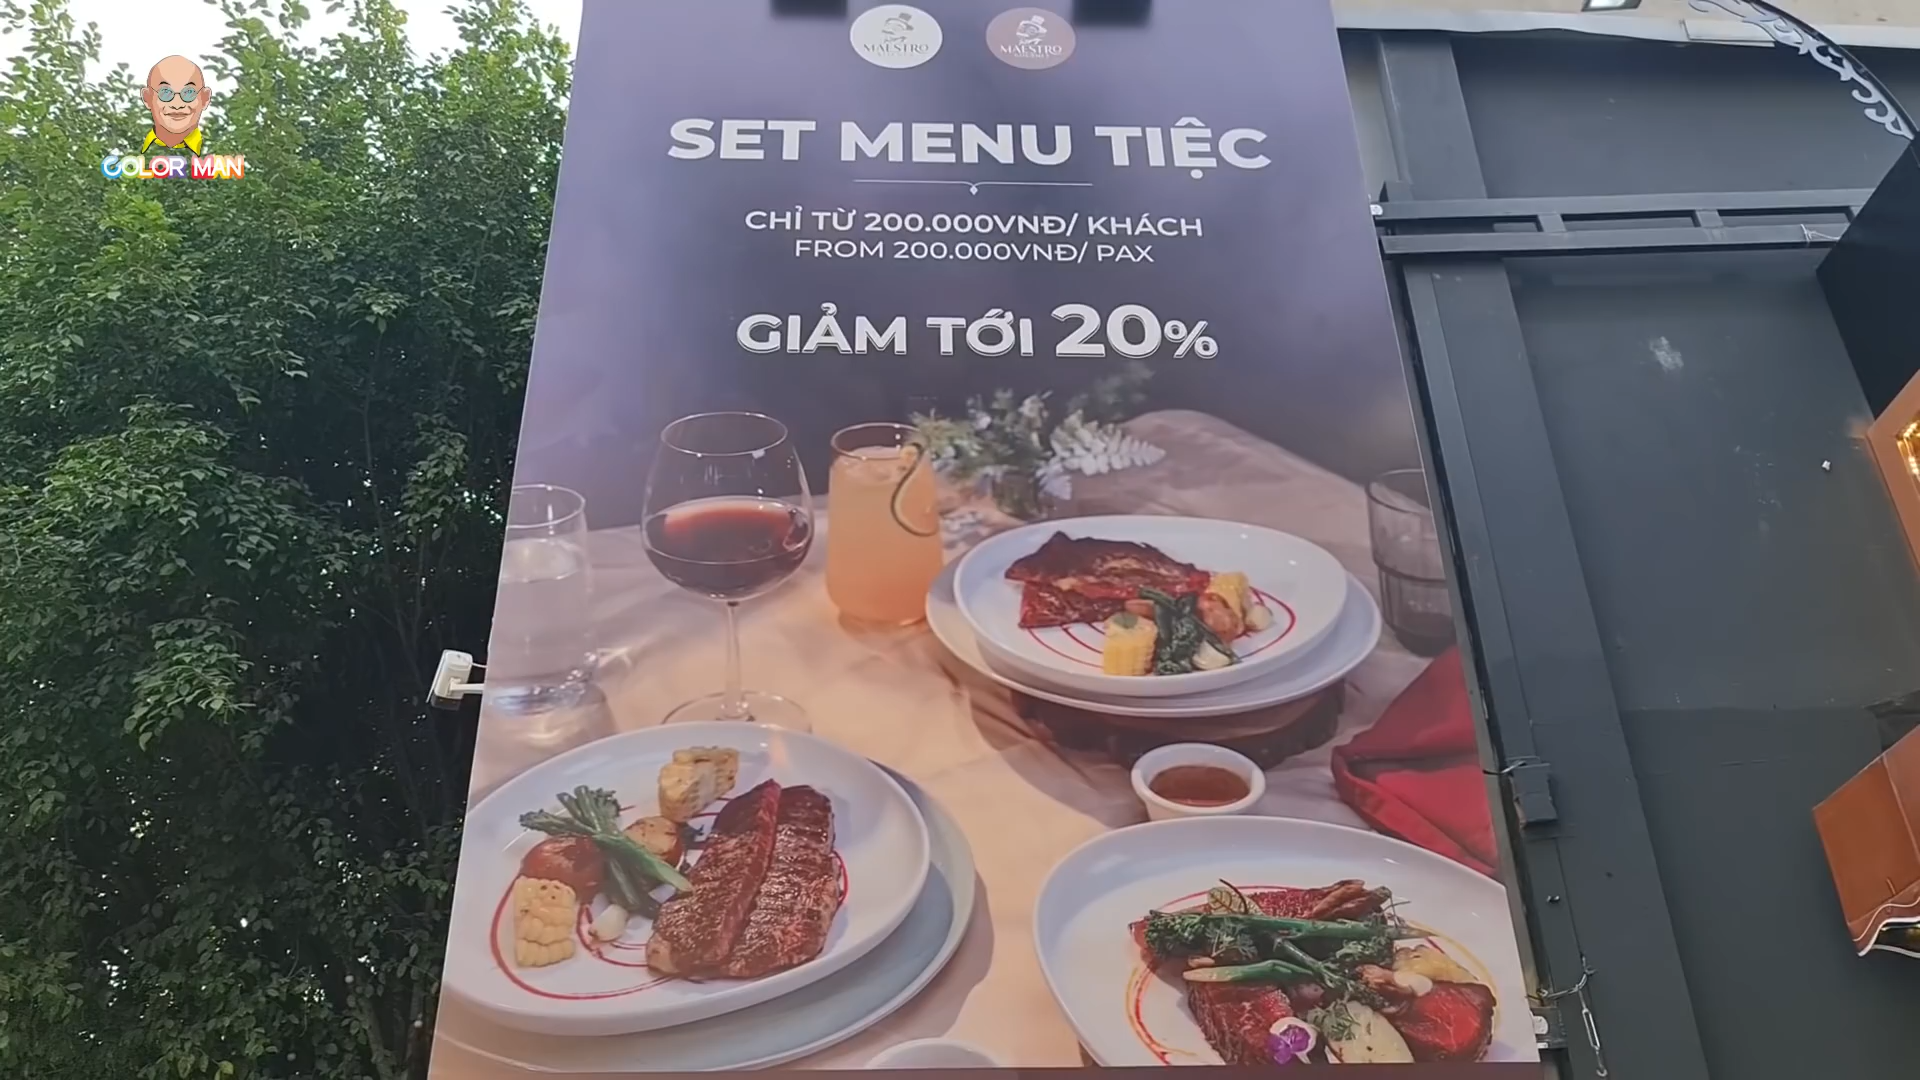 MAESTRO
MAESTRO
COLOR MAN
SET MENU TIỆC
CHỈ TỪ 200.000VNĐ/ KHÁCH
FROM 200.000VNĐ/ PAX
GIẢM TỚI 20%